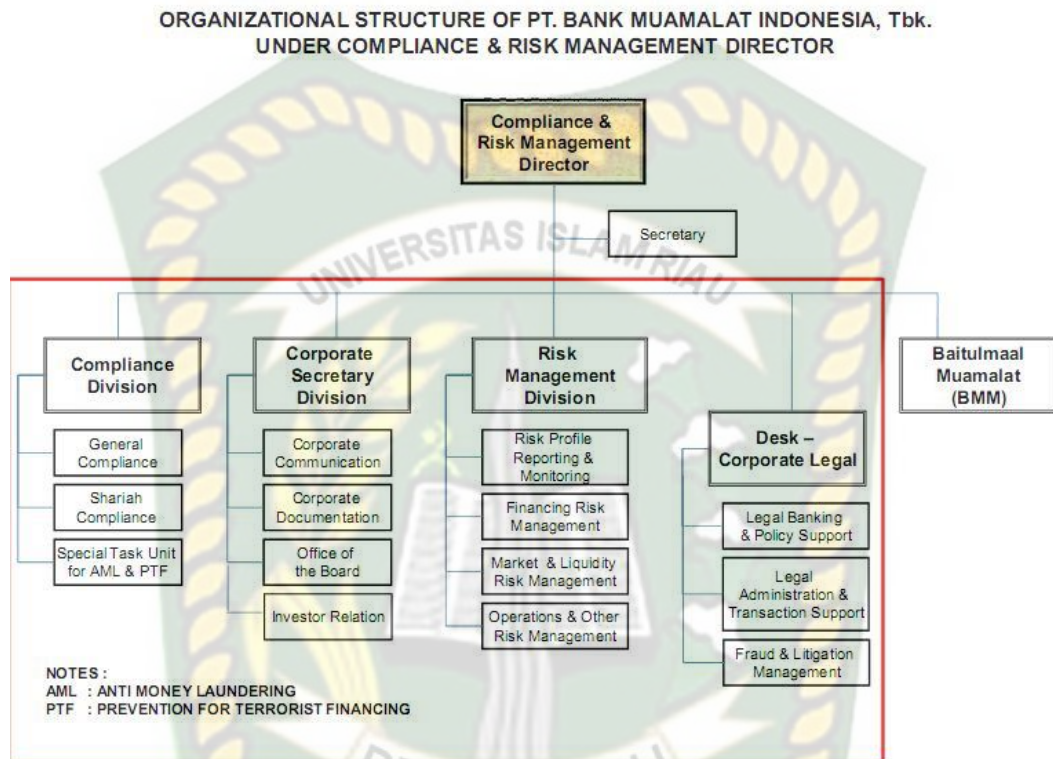 ORGANIZATIONAL STRUCTURE OF PT. BANK MUAMALAT INDONESIA, Tbk.
UNDER COMPLIANCE & RISK MANAGEMENT DIRECTOR
Compliance &
Risk Management
Director
Secretary
UNIVERSITAS ISLAM RIAU
Compliance
Division
General
Compliance
Shariah
Compliance
Special Task Unit
for AML & PTF
Corporate
Secretary
Division
Corporate
Communication
Corporate
Documentation
Office of
the Board
Investor Relation
Risk
Management
Division
Risk Profile
Reporting &
Monitoring
Financing Risk
Management
Market & Liquidity
Risk Management
Operations & Other
Risk Management
Desk –
Corporate Legal
Legal Banking
& Policy Support
Legal
Administration &
Transaction Support
Fraud & Litigation
Management
Baitulmaal
Muamalat
(BMM)
NOTES :
AML : ANTI MONEY LAUNDERING
PTF : PREVENTION FOR TERRORIST FINANCING